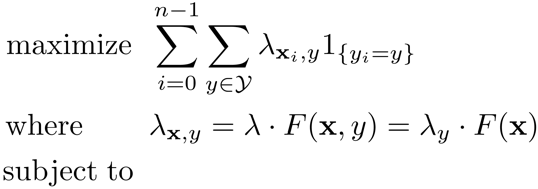 maximize $\sum_{i=0}^{n-1} \sum_{y \in \mathcal{Y}} \lambda_{\mathbf{x}_i,y} 1_{\{y_i=y\}}$
where $\lambda_{\mathbf{x},y} = \lambda \cdot F(\mathbf{x}, y) = \lambda_y \cdot F(\mathbf{x})$
subject to